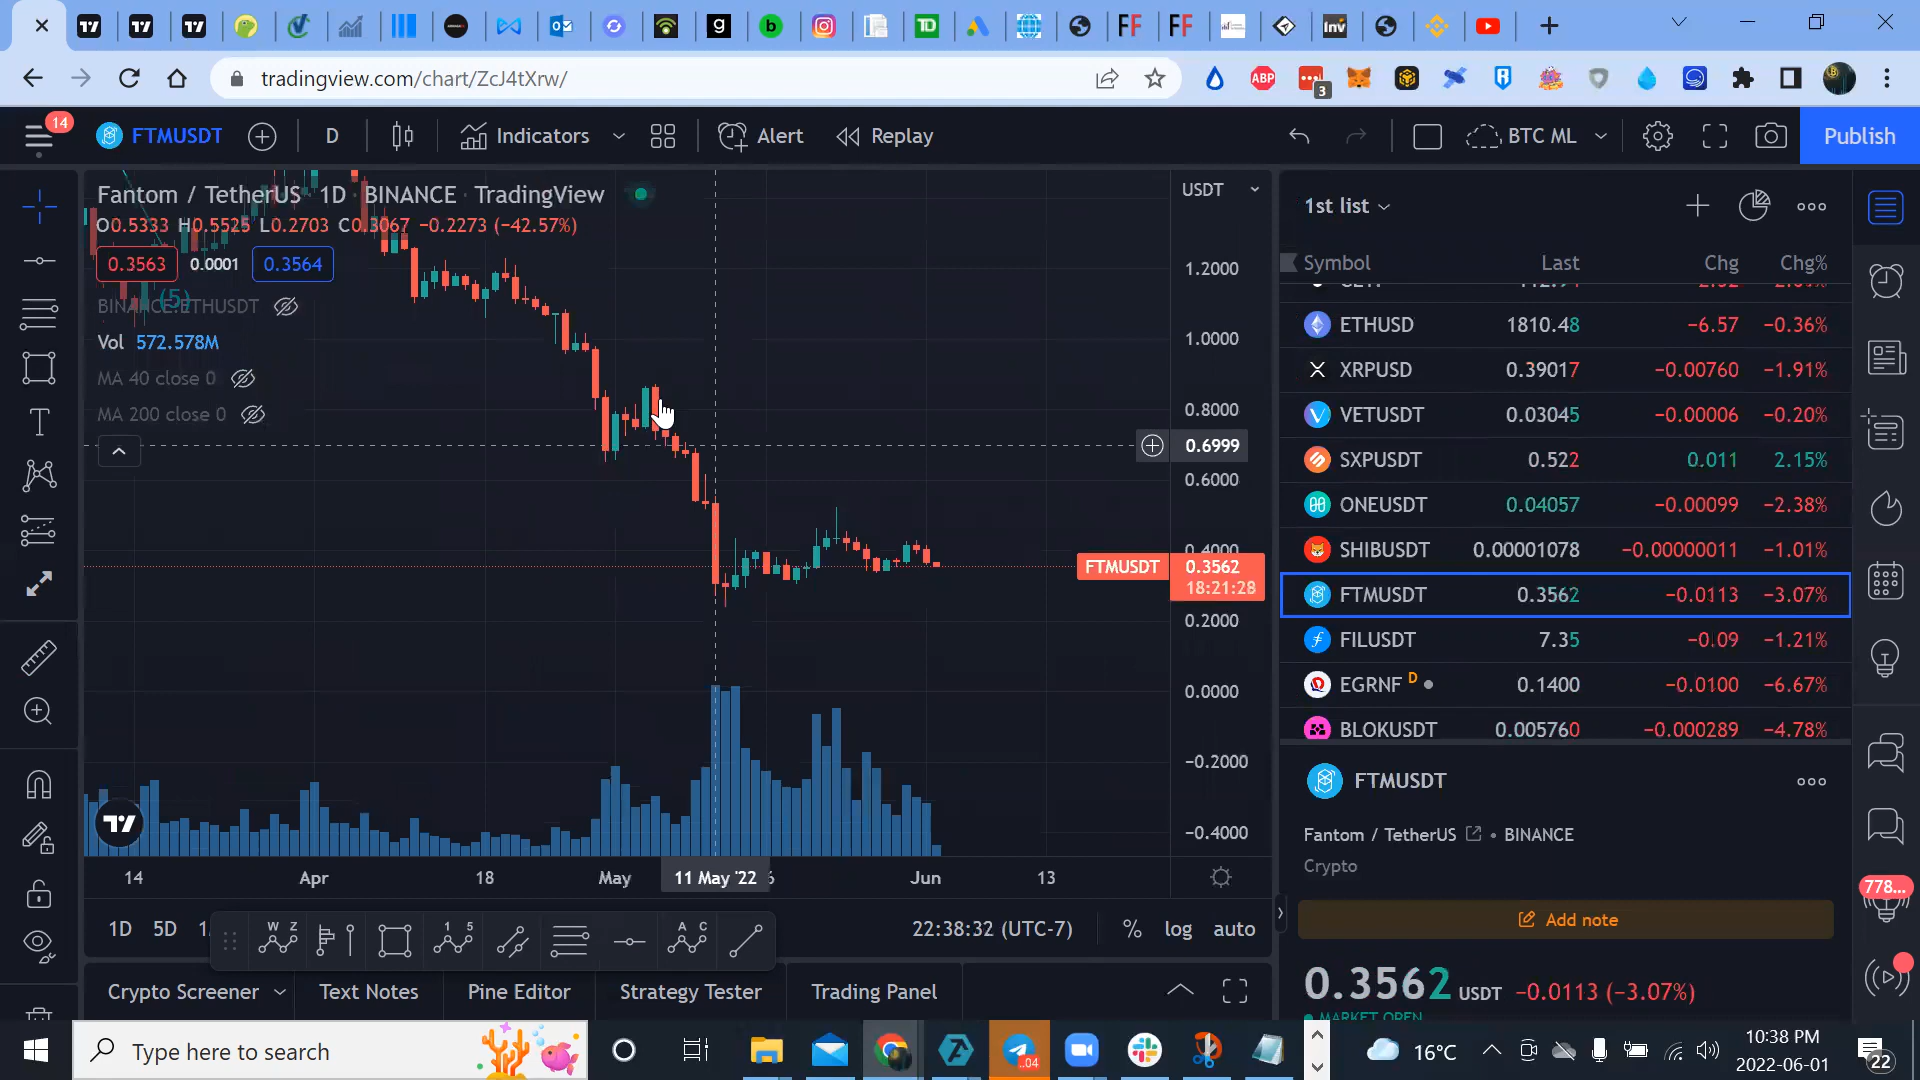 tradingview.com/chart/ZcJ4tXrw/
14
FTMUSDT
D
Indicators
Alert
Replay
BTC ML
Publish
Fantom / TetherUS · 1D · BINANCE · TradingView
O0.5333 H0.5525 L0.2703 C0.3067 −0.2273 (−42.57%)
0.3563 0.0001 0.3564
BINANCE:ETHUSDT
(5)
Vol 572.578M
MA 40 close 0
MA 200 close 0
USDT
1.2000
1.0000
0.8000
0.6999
0.6000
0.4000
FTMUSDT 0.3562
18:21:28
0.2000
0.0000
−0.2000
−0.4000
14 Apr 18 May 11 May '22 Jun 13
1D 5D
22:38:32 (UTC-7) % log auto
Crypto Screener Text Notes Pine Editor Strategy Tester Trading Panel
1st list
Symbol Last Chg Chg%
ETHUSD 1810.48 −6.57 −0.36%
XRPUSD 0.39017 −0.00760 −1.91%
VETUSDT 0.03045 −0.00006 −0.20%
SXPUSDT 0.522 0.011 2.15%
ONEUSDT 0.04057 −0.00099 −2.38%
SHIBUSDT 0.00001078 −0.00000011 −1.01%
FTMUSDT 0.3562 −0.0113 −3.07%
FILUSDT 7.35 −0.09 −1.21%
EGRNF D 0.1400 −0.0100 −6.67%
BLOKUSDT 0.005760 −0.000289 −4.78%
FTMUSDT
Fantom / TetherUS • BINANCE
Crypto
Add note
0.3562 USDT −0.0113 (−3.07%)
MARKET OPEN
778...
Type here to search
16°C
10:38 PM
2022-06-01
22